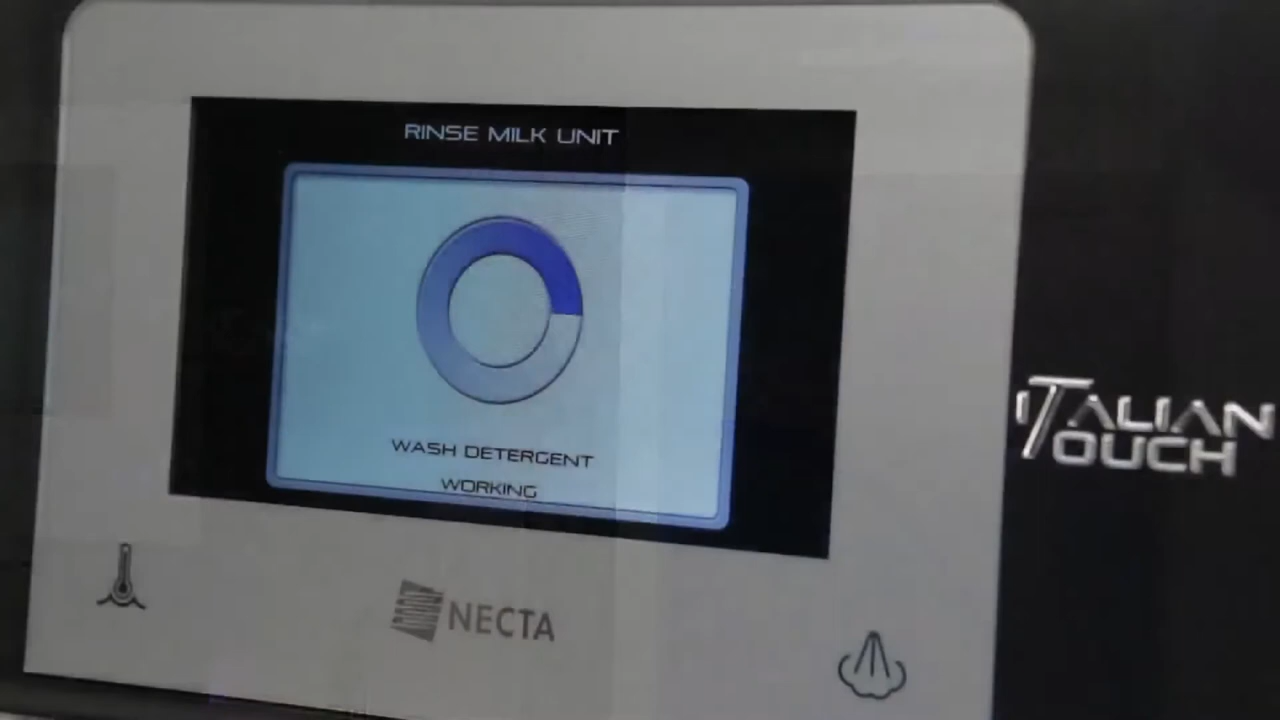 RINSE MILK UNIT
WASH DETERGENT
WORKING
NECTA
ITALIAN
TOUCH